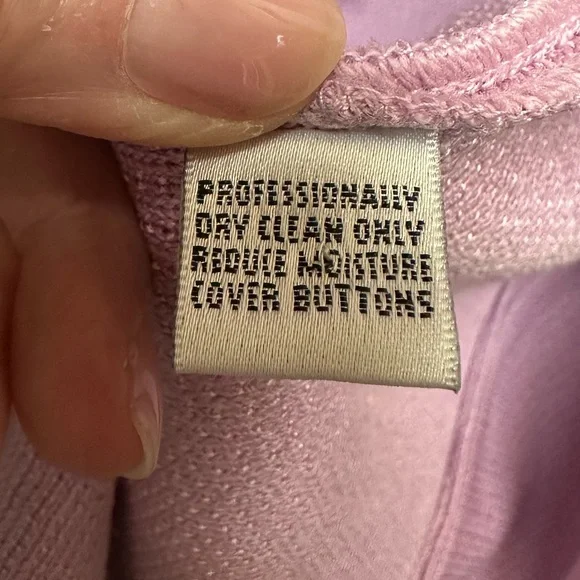 PROFESSIONALLY
DRY CLEAN ONLY
REDUCE MOISTURE
COVER BUTTONS